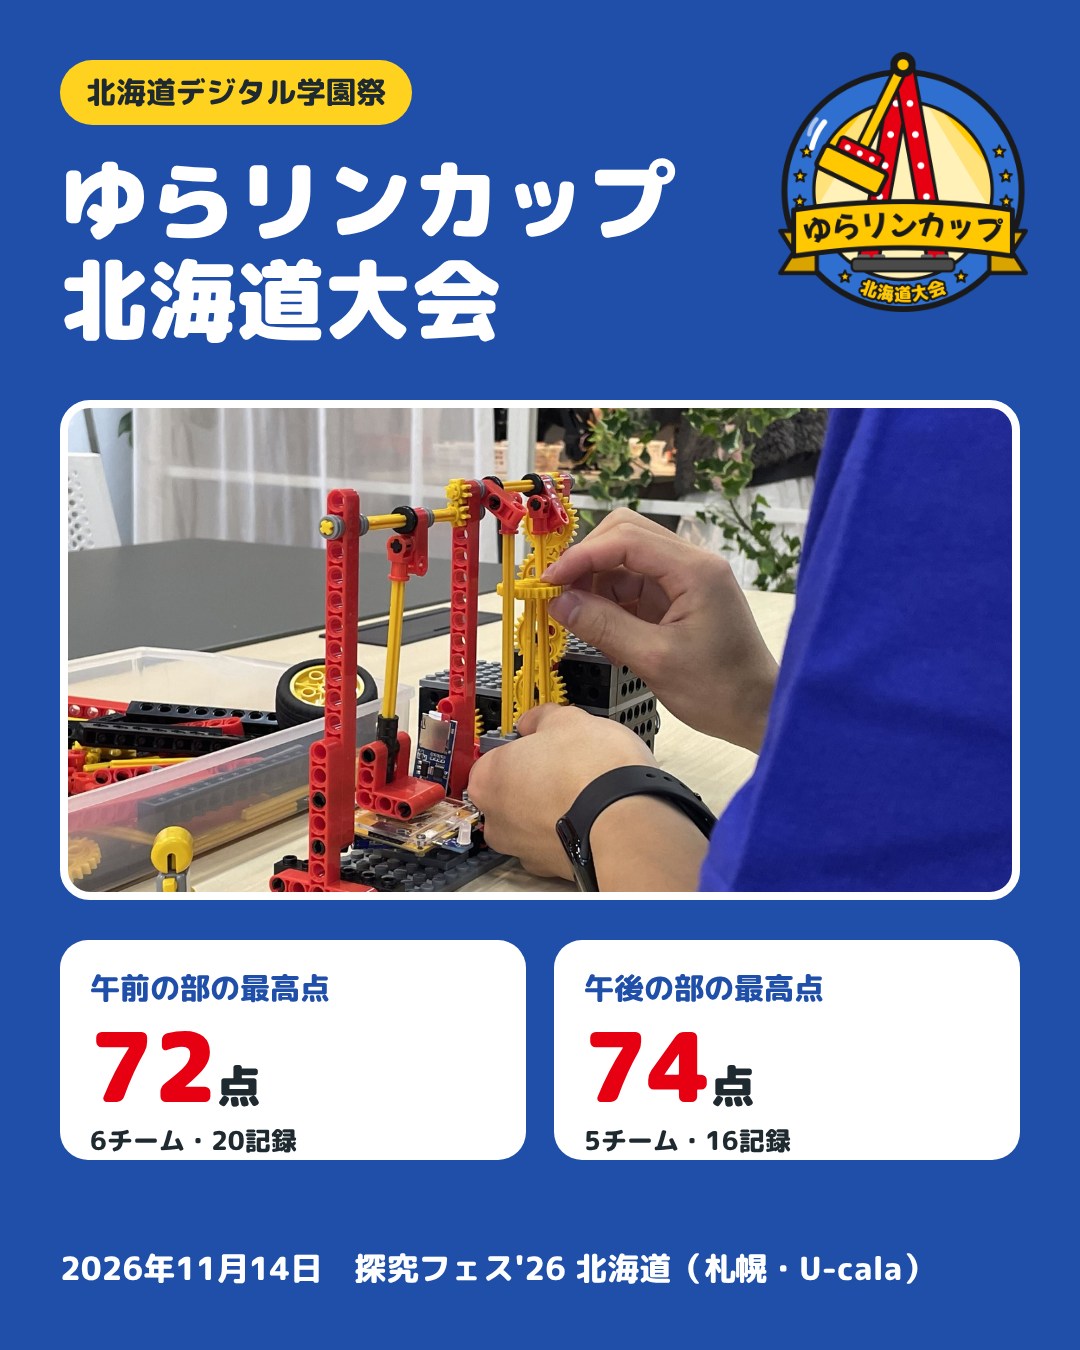 北海道デジタル学園祭
ゆらリンカップ
北海道大会
ゆらリンカップ
北海道大会
午前の部の最高点
72点
6チーム・20記録
午後の部の最高点
74点
5チーム・16記録
2026年11月14日　探究フェス'26 北海道（札幌・U-cala）